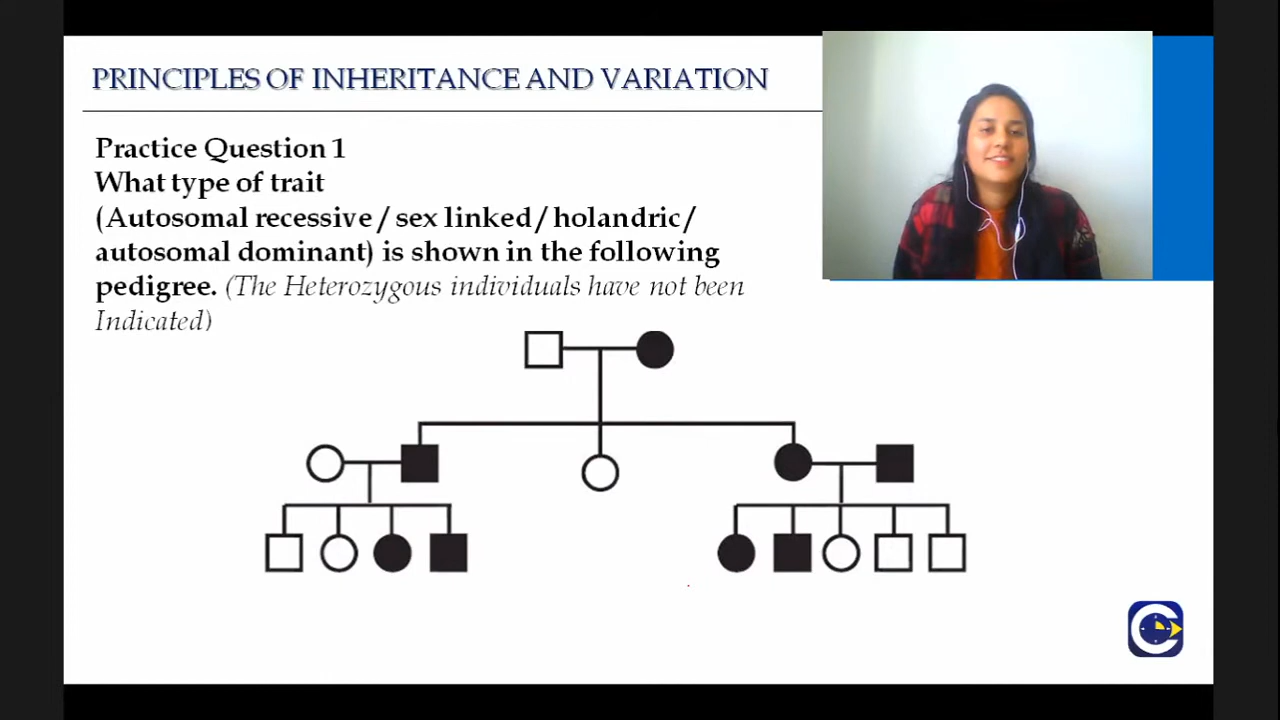 PRINCIPLES OF INHERITANCE AND VARIATION
Practice Question 1
What type of trait
(Autosomal recessive / sex linked / holandric /
autosomal dominant) is shown in the following
pedigree. (The Heterozygous individuals have not been
Indicated)